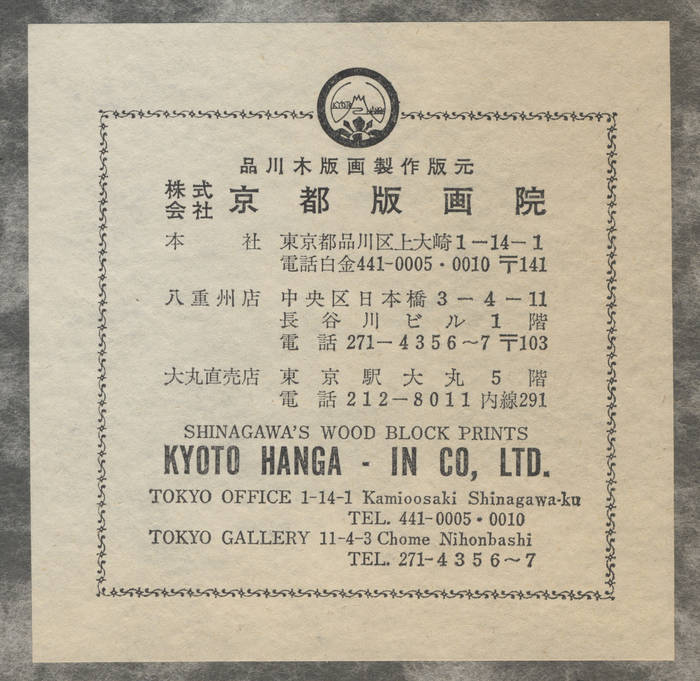 KYOTO
品川木版画製作版元
株式会社 京都版画院
本社 東京都品川区上大崎1-14-1
電話白金441-0005・0010 〒141
八重州店 中央区日本橋3-4-11
長谷川ビル1階
電話 271-4356~7 〒103
大丸直売店 東京駅大丸5階
電話 212-8011 内線291
SHINAGAWA'S WOOD BLOCK PRINTS
KYOTO HANGA - IN CO, LTD.
TOKYO OFFICE 1-14-1 Kamioosaki Shinagawa-ku
TEL. 441-0005・0010
TOKYO GALLERY 11-4-3 Chome Nihonbashi
TEL. 271-4356~7